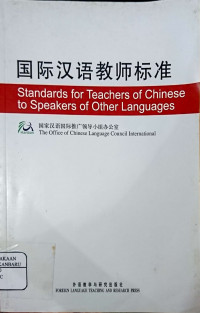 国际汉语教师标准
Standards for Teachers of Chinese
to Speakers of Other Languages
国家汉语国际推广领导小组办公室
The Office of Chinese Language Council International
AKAAN
KANBARU
C
外语教学与研究出版社
FOREIGN LANGUAGE TEACHING AND RESEARCH PRESS